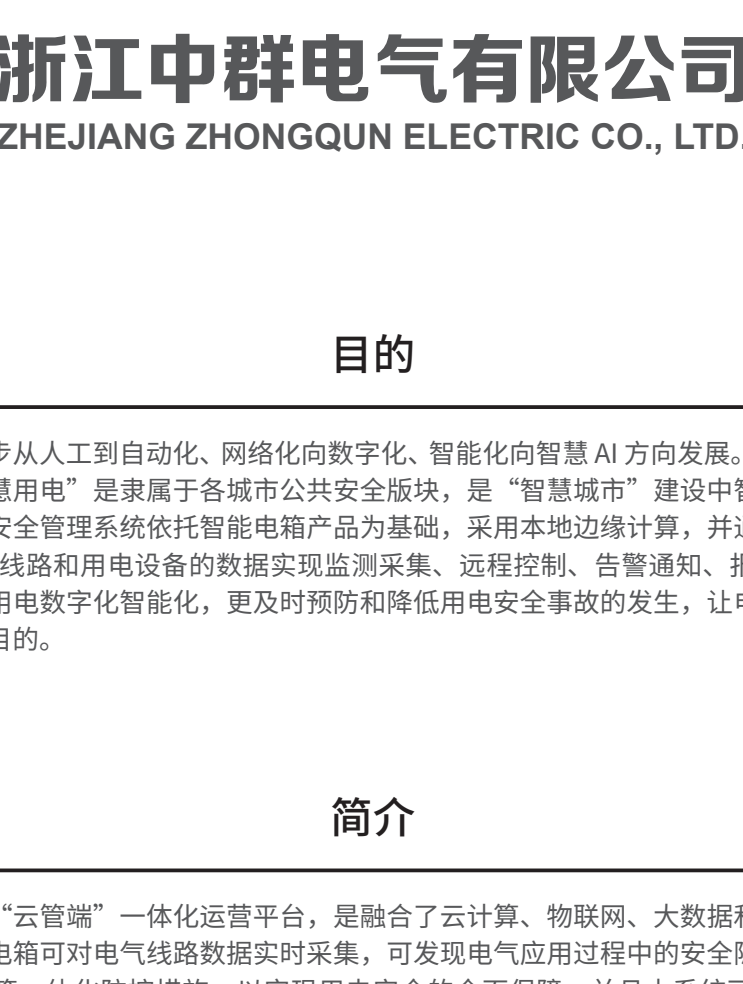 浙江中群电气有限公司
ZHEJIANG ZHONGQUN ELECTRIC CO., LTD.
目的
步从人工到自动化、网络化向数字化、智能化向智慧 AI 方向发展。
慧用电”是隶属于各城市公共安全版块，是“智慧城市”建设中智
安全管理系统依托智能电箱产品为基础，采用本地边缘计算，并通
线路和用电设备的数据实现监测采集、远程控制、告警通知、报
用电数字化智能化，更及时预防和降低用电安全事故的发生，让电
目的。
简介
“云管端”一体化运营平台，是融合了云计算、物联网、大数据和
电箱可对电气线路数据实时采集，可发现电气应用过程中的安全隐